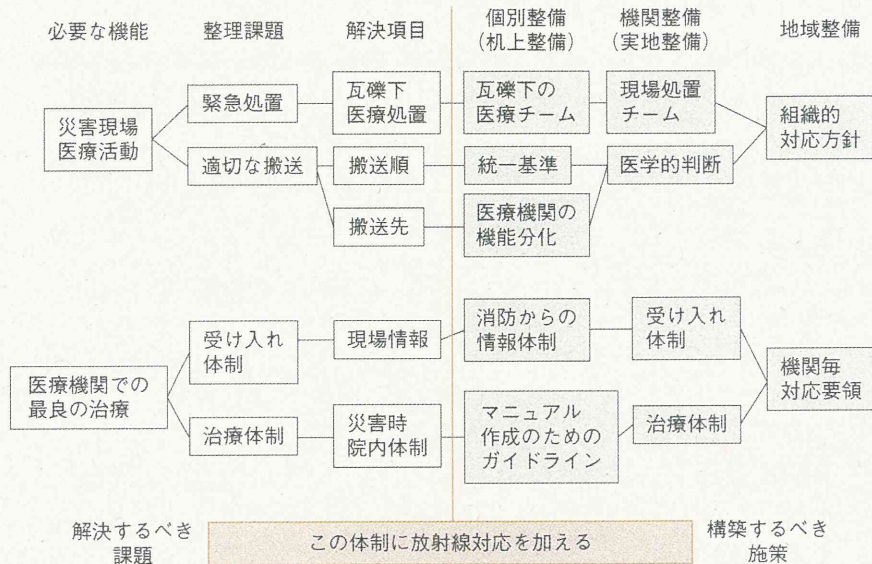 必要な機能
整理課題
解決項目
個別整備
(机上整備)
機関整備
(実地整備)
地域整備
災害現場
医療活動
緊急処置
瓦礫下
医療処置
瓦礫下の
医療チーム
現場処置
チーム
組織的
対応方針
適切な搬送
搬送順
統一基準
医学的判断
搬送先
医療機関の
機能分化
医療機関での
最良の治療
受け入れ
体制
現場情報
消防からの
情報体制
受け入れ
体制
機関毎
対応要領
治療体制
災害時
院内体制
マニュアル
作成のための
ガイドライン
治療体制
解決するべき
課題
この体制に放射線対応を加える
構築するべき
施策